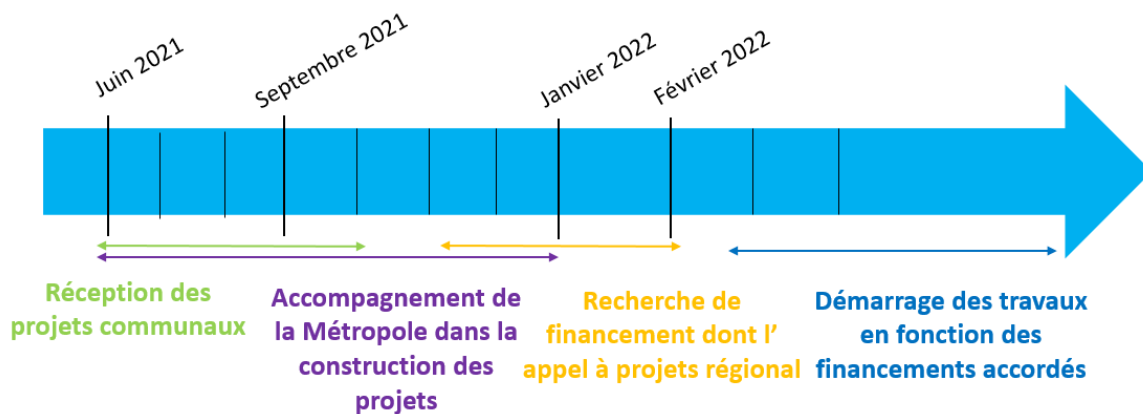 Juin 2021
Septembre 2021
Janvier 2022
Février 2022
Réception des
projets communaux
Accompagnement de
la Métropole dans la
construction des
projets
Recherche de
financement dont l’
appel à projets régional
Démarrage des travaux
en fonction des
financements accordés